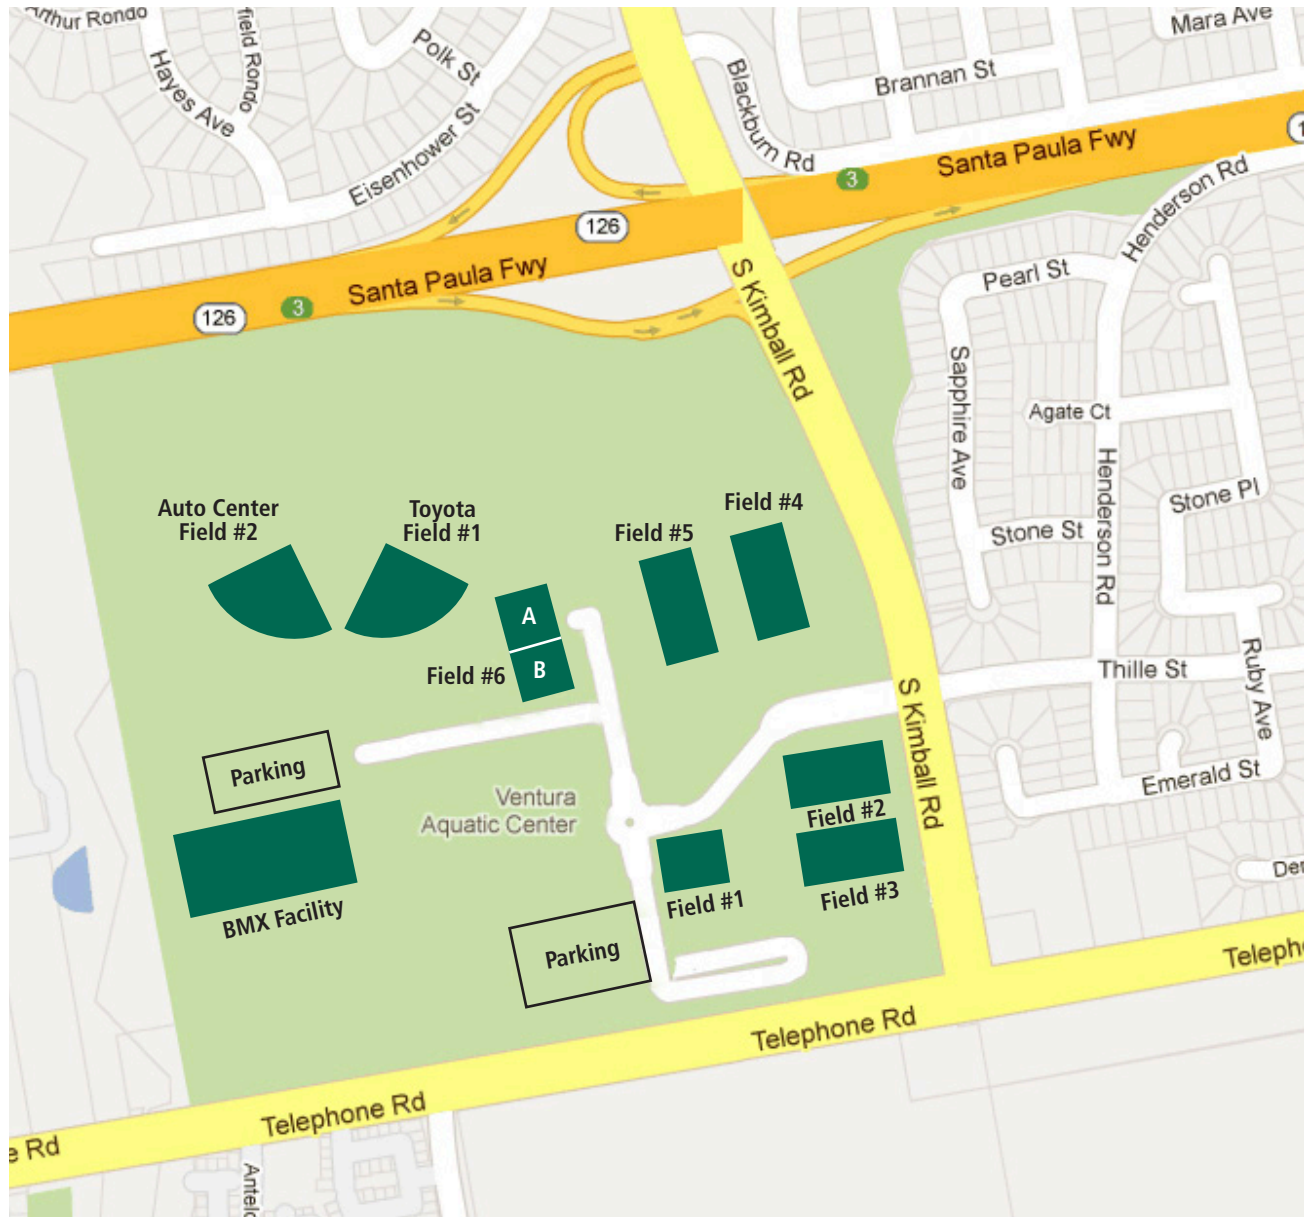 Arthur Rondo
field Rondo
Hayes Ave
Polk St
Eisenhower St
Blackburn Rd
Brannan St
Mara Ave
Santa Paula Fwy
3
126
Santa Paula Fwy
126
3
Henderson Rd
Pearl St
S Kimball Rd
Sapphire Ave
Agate Ct
Henderson Rd
Stone Pl
Stone St
Auto Center
Field #2
Toyota
Field #1
Field #5
Field #4
A
B
Field #6
Thille St
Ruby Ave
S Kimball Rd
Emerald St
Parking
Ventura
Aquatic Center
Field #2
Field #3
Field #1
BMX Facility
Parking
Telephone Rd
Telephone Rd
e Rd
Teleph
Der
Antelo
1